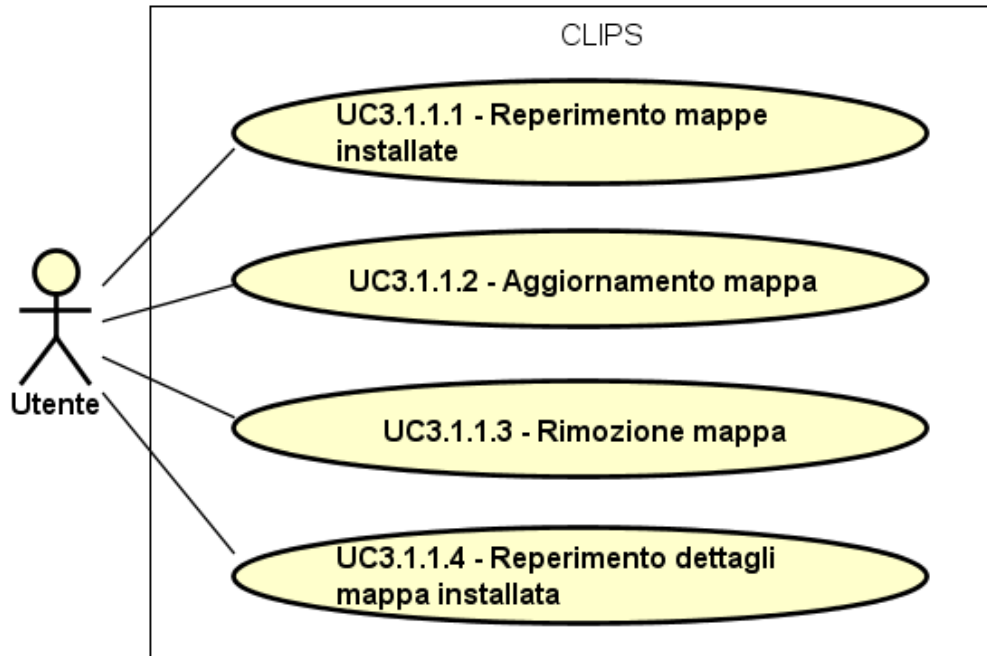 CLIPS
UC3.1.1.1 - Reperimento mappe
installate
UC3.1.1.2 - Aggiornamento mappa
Utente
UC3.1.1.3 - Rimozione mappa
UC3.1.1.4 - Reperimento dettagli
mappa installata